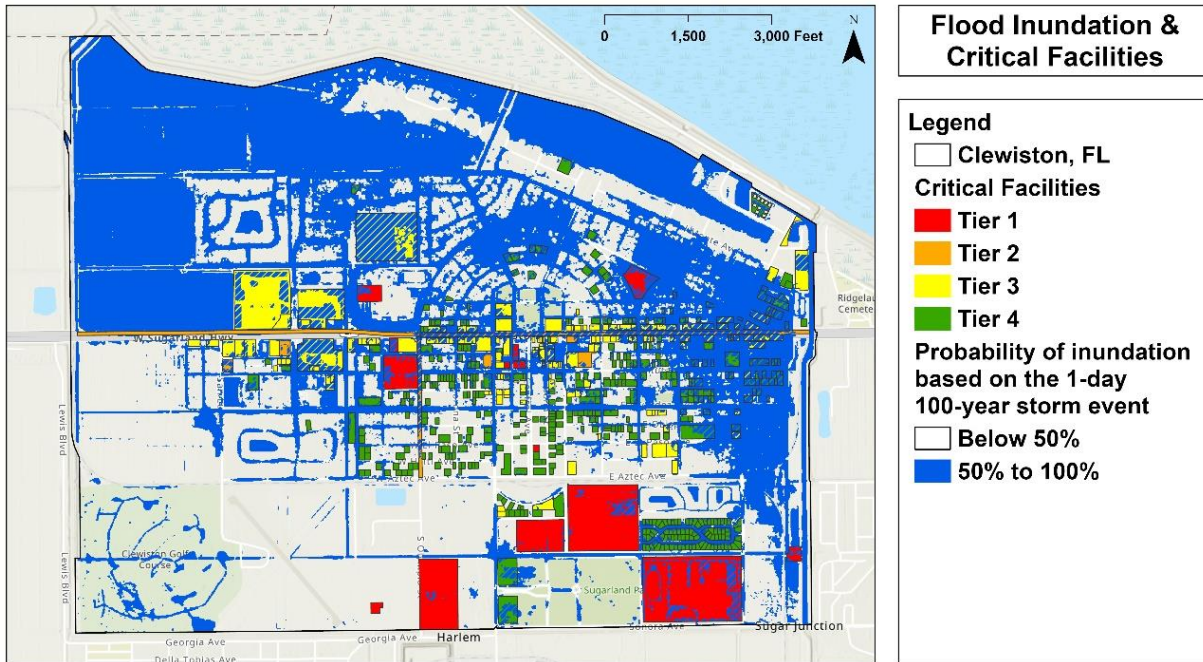 N
0 1,500 3,000 Feet
Flood Inundation &
Critical Facilities
Legend
Clewiston, FL
Critical Facilities
Tier 1
Tier 2
Tier 3
Tier 4
Probability of inundation
based on the 1-day
100-year storm event
Below 50%
50% to 100%
Ridgelaw
Cemete
W Sugarland Hwy
Lewis Blvd
E Aztec Ave
Aztec Ave
Clewiston Golf
Course
Lewis Blvd
Sugarland Pa
Sonora Ave
Sugar Junction
Georgia Ave
Georgia Ave
Harlem
Della Tobias Ave